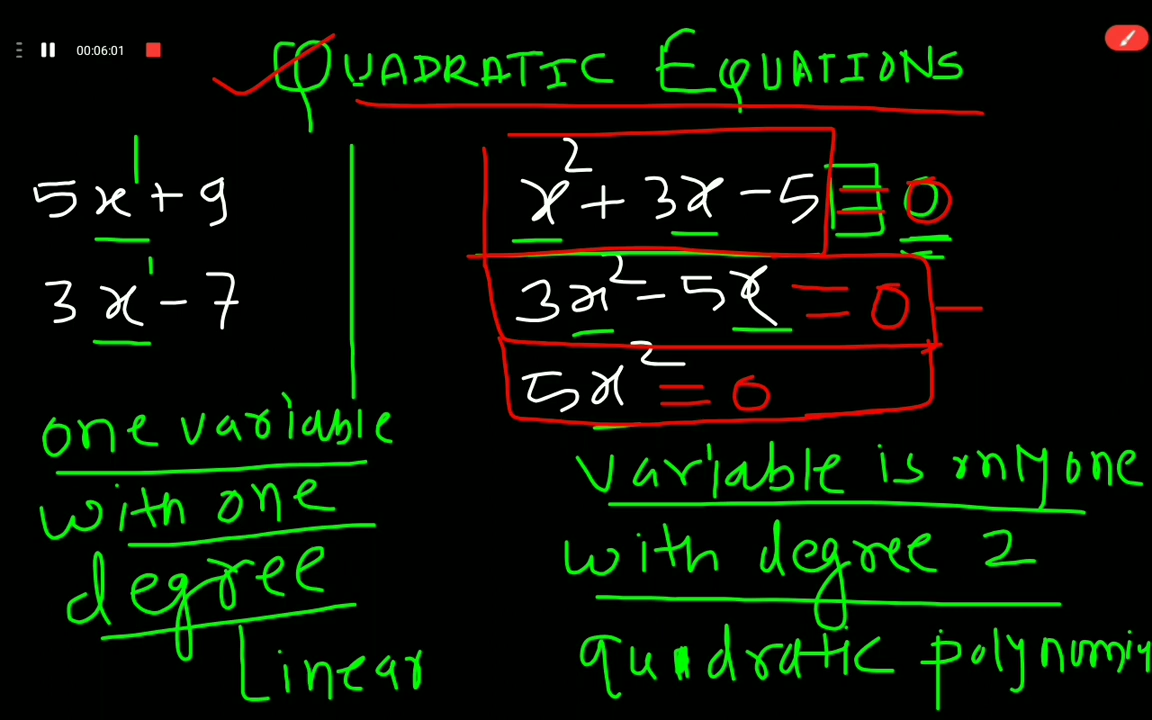 00:06:01
QUADRATIC EQUATIONS
5x¹ + 9
3x¹ - 7
one variable
with one
degree
Linear
x² + 3x - 5 = 0
3x² - 5x = 0
5x² = 0
variable is only one
with degree 2
quadratic polynomi